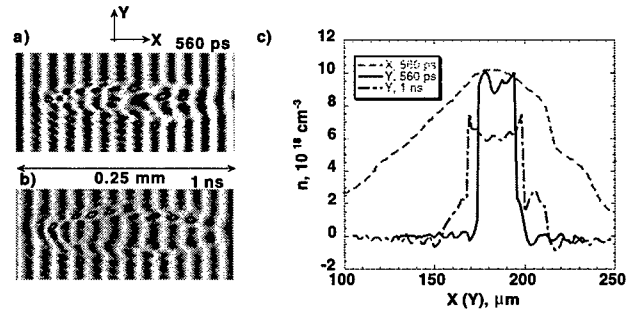 Y
X
a)
560 ps
0.25 mm
b)
1 ns
c)
X, 560 ps
Y, 560 ps
Y, 1 ns
n, 10¹⁸ cm⁻³
12
10
8
6
4
2
0
-2
100
150
200
250
X (Y), μm